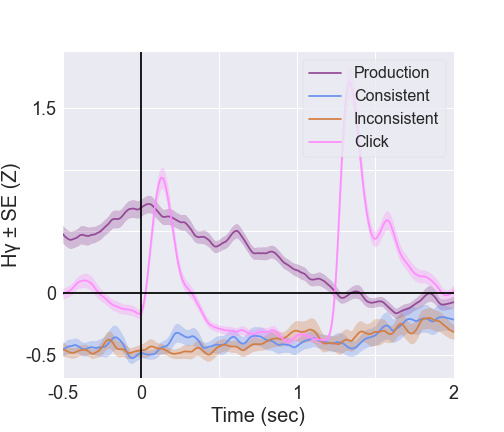 Production
Consistent
Inconsistent
Click
Hγ ± SE (Z)
1.5
0
-0.5
-0.5 0 1 2
Time (sec)